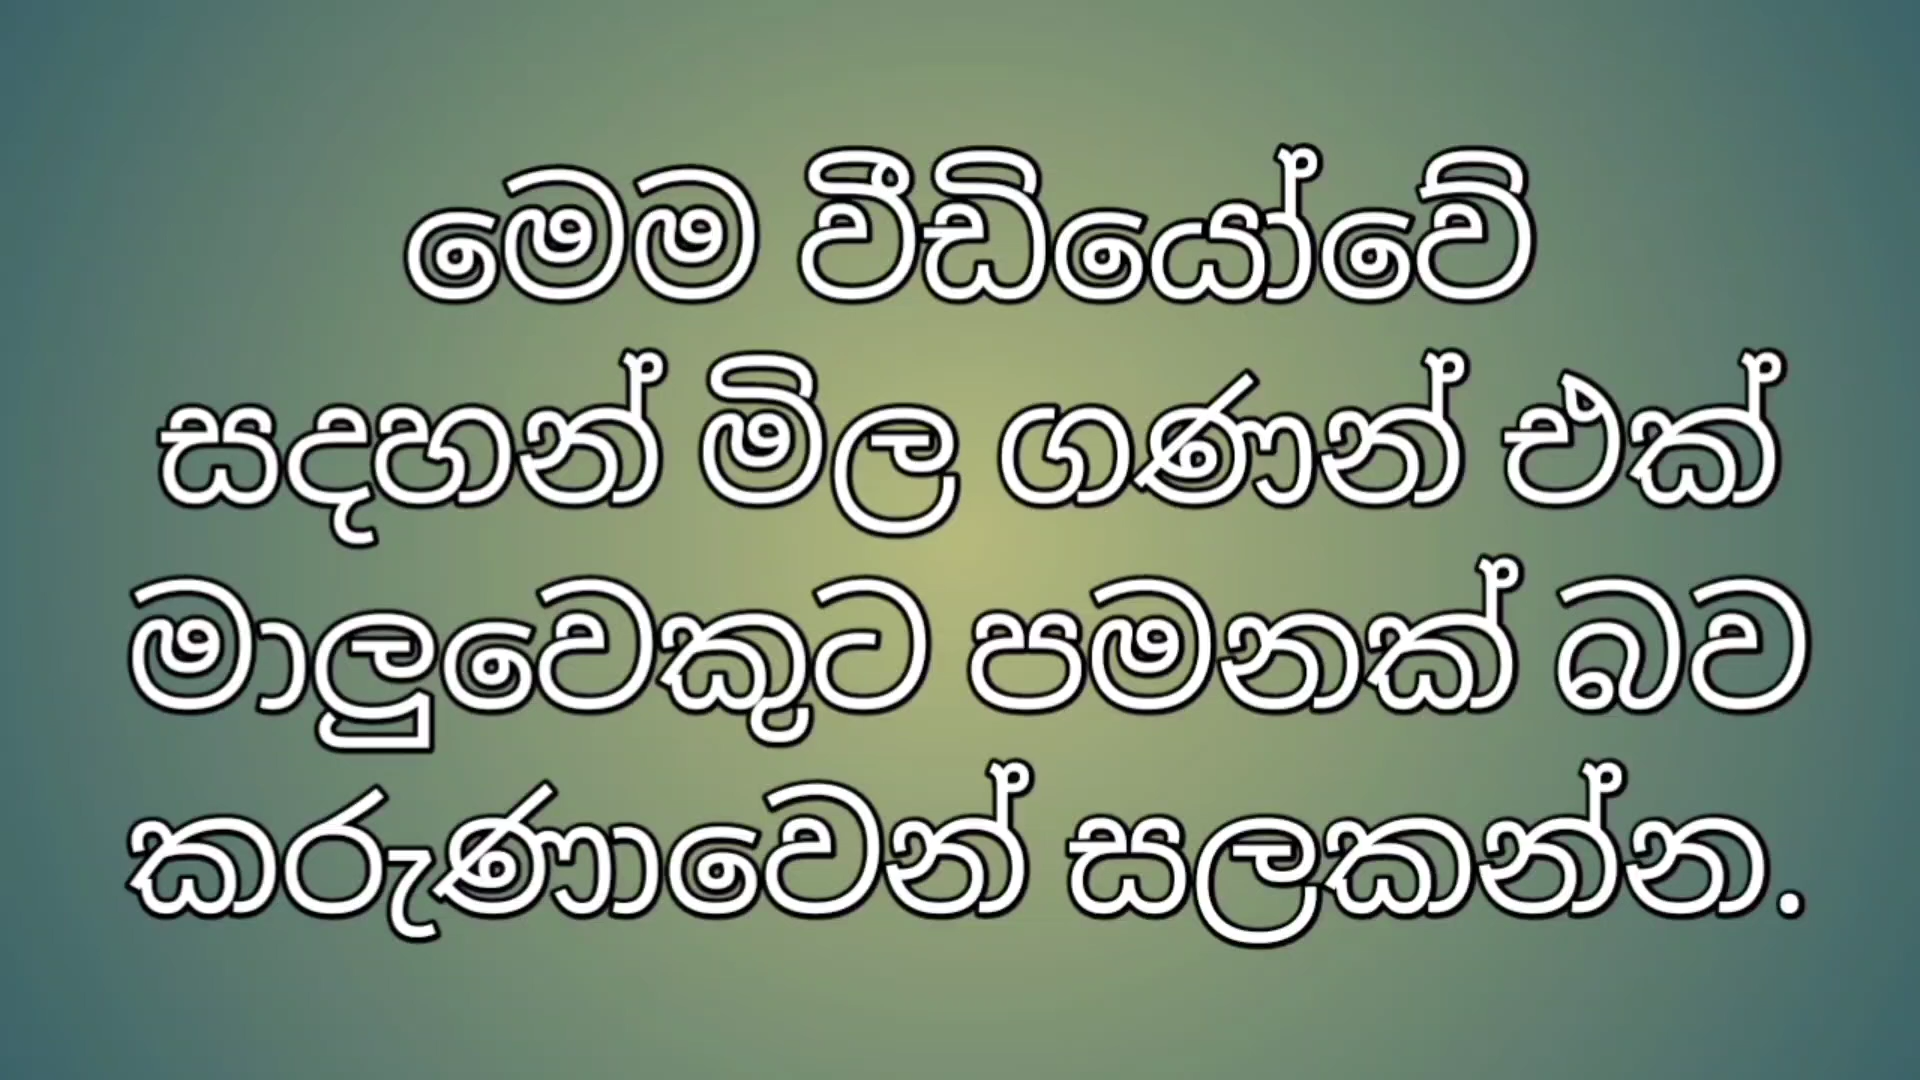 මෙම වීඩියෝවේ
සදහන් මිල ගණන් එක්
මාලුවෙකුට පමනක් බව
කරුණාවෙන් සලකන්න.